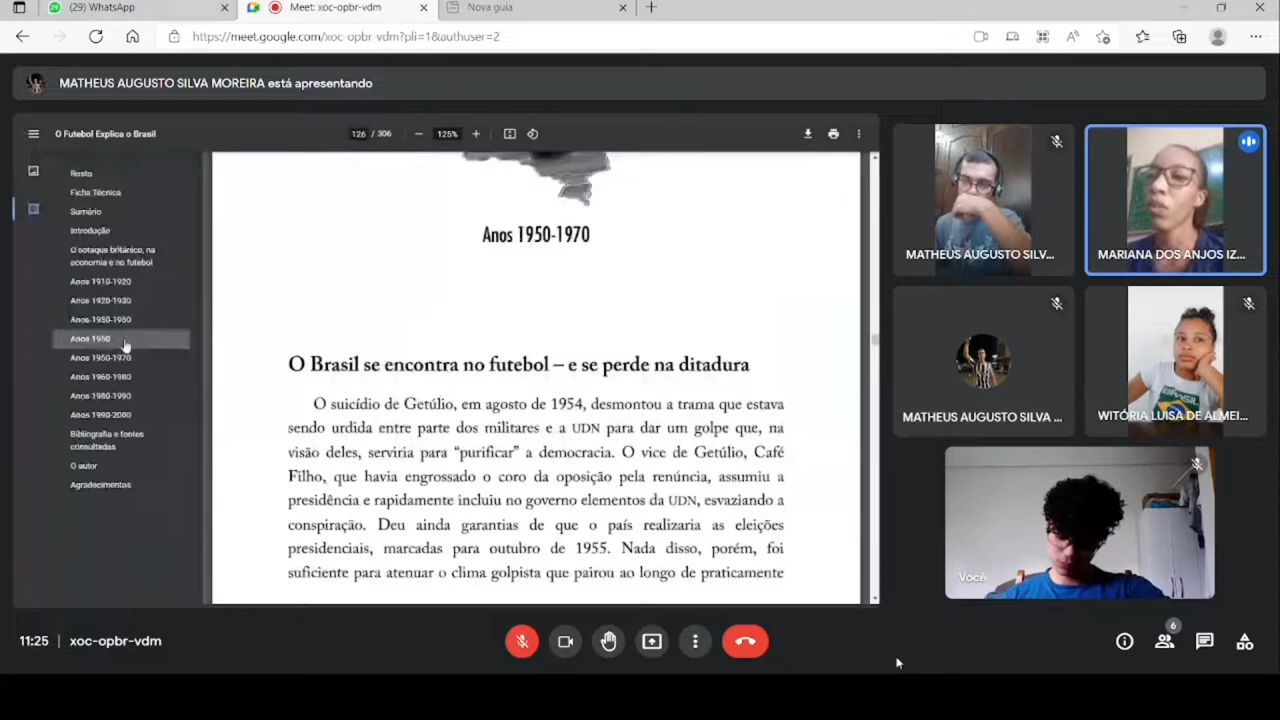 (29) WhatsApp
Meet: xoc-opbr-vdm
Nova guia
https://meet.google.com/xoc-opbr-vdm?pli=1&authuser=2
MATHEUS AUGUSTO SILVA MOREIRA está apresentando
O Futebol Explica o Brasil
126 / 306
125%
Rosto
Ficha Técnica
Sumário
Introdução
O sotaque britânico, na
economia e no futebol
Anos 1910-1920
Anos 1920-1930
Anos 1930-1950
Anos 1950
Anos 1950-1970
Anos 1960-1980
Anos 1980-1990
Anos 1990-2000
Bibliografia e fontes
consultadas
O autor
Agradecimentos
Anos 1950-1970
O Brasil se encontra no futebol – e se perde na ditadura
O suicídio de Getúlio, em agosto de 1954, desmontou a trama que estava
sendo urdida entre parte dos militares e a UDN para dar um golpe que, na
visão deles, serviria para “purificar” a democracia. O vice de Getúlio, Café
Filho, que havia engrossado o coro da oposição pela renúncia, assumiu a
presidência e rapidamente incluiu no governo elementos da UDN, esvaziando a
conspiração. Deu ainda garantias de que o país realizaria as eleições
presidenciais, marcadas para outubro de 1955. Nada disso, porém, foi
suficiente para atenuar o clima golpista que pairou ao longo de praticamente
MATHEUS AUGUSTO SILV...
MARIANA DOS ANJOS IZ...
MATHEUS AUGUSTO SILVA ...
BRASIL
WITÓRIA LUISA DE ALMEI...
Você
11:25 | xoc-opbr-vdm
6